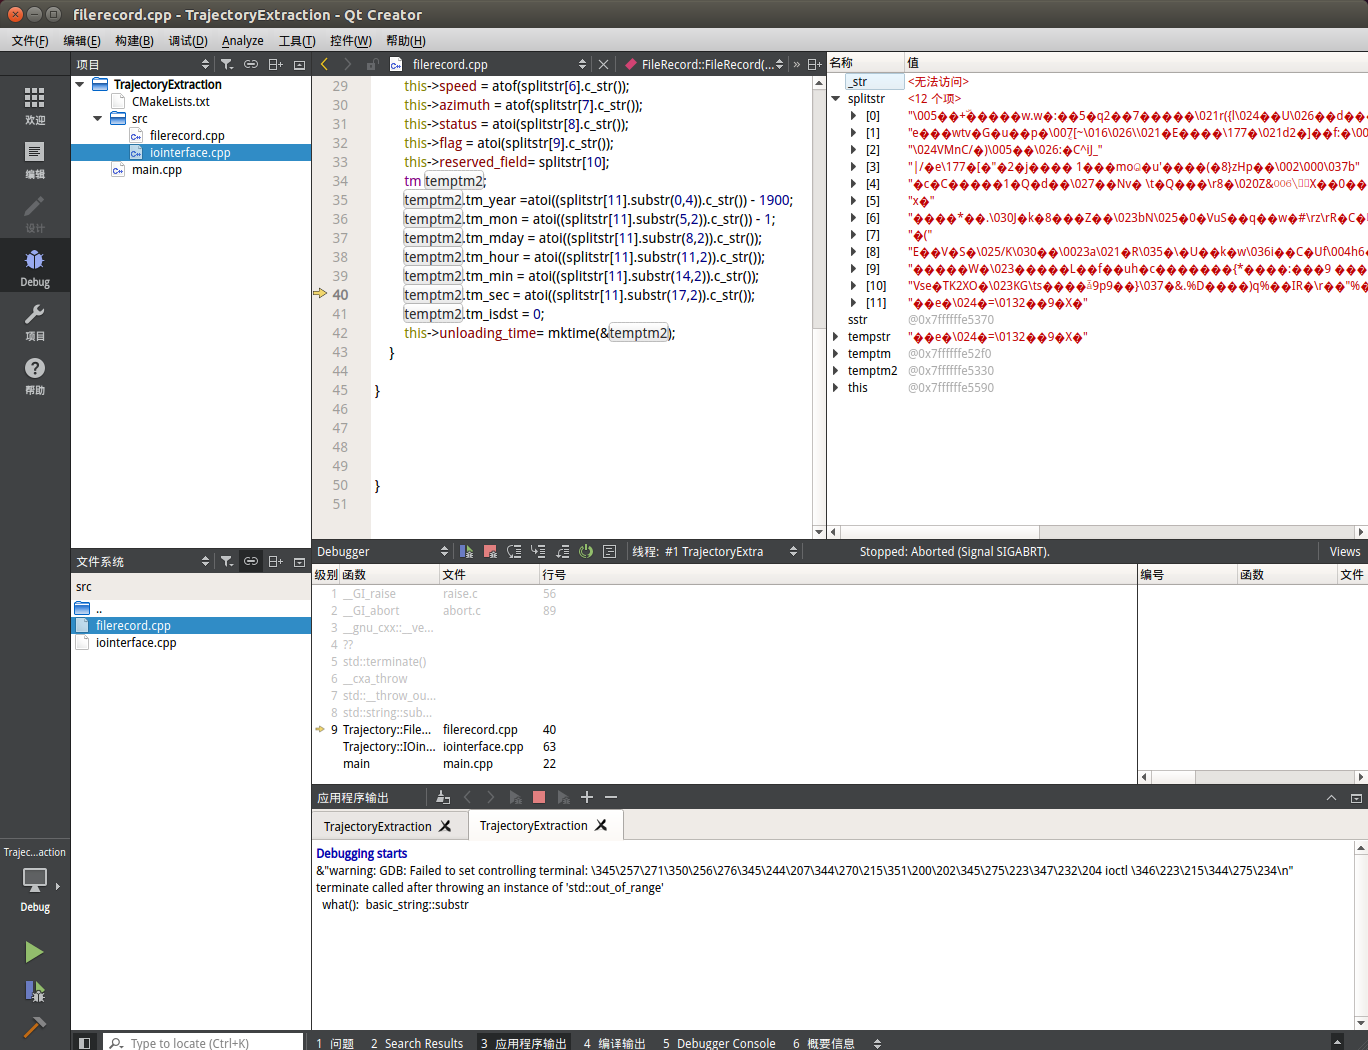 filerecord.cpp - TrajectoryExtraction - Qt Creator
文件(F) 编辑(E) 构建(B) 调试(D) Analyze 工具(T) 控件(W) 帮助(H)
欢迎
编辑
设计
Debug
项目
帮助
Trajec...action
Debug
项目
TrajectoryExtraction
CMakeLists.txt
src
filerecord.cpp
iointerface.cpp
main.cpp
文件系统
src
..
filerecord.cpp
iointerface.cpp
filerecord.cpp FileRecord::FileRecord(... »
29 this->speed = atof(splitstr[6].c_str());
30 this->azimuth = atof(splitstr[7].c_str());
31 this->status = atoi(splitstr[8].c_str());
32 this->flag = atoi(splitstr[9].c_str());
33 this->reserved_field= splitstr[10];
34 tm temptm2;
35 temptm2.tm_year =atoi((splitstr[11].substr(0,4)).c_str()) - 1900;
36 temptm2.tm_mon = atoi((splitstr[11].substr(5,2)).c_str()) - 1;
37 temptm2.tm_mday = atoi((splitstr[11].substr(8,2)).c_str());
38 temptm2.tm_hour = atoi((splitstr[11].substr(11,2)).c_str());
39 temptm2.tm_min = atoi((splitstr[11].substr(14,2)).c_str());
40 temptm2.tm_sec = atoi((splitstr[11].substr(17,2)).c_str());
41 temptm2.tm_isdst = 0;
42 this->unloading_time= mktime(&temptm2);
43 }
44
45 }
46
47
48
49
50 }
51
名称 值
_str <无法访问>
splitstr <12 个项>
[0]
[1]
[2]
[3]
[4]
[5] "x�"
[6]
[7] "�("
[8]
[9]
[10]
[11] "��e�\024�=\0132��9�X�"
sstr @0x7ffffffe5370
tempstr "��e�\024�=\0132��9�X�"
temptm @0x7ffffffe52f0
temptm2 @0x7ffffffe5330
this @0x7ffffffe5590
Debugger 线程: #1 TrajectoryExtra Stopped: Aborted (Signal SIGABRT). Views
级别 函数 文件 行号 编号 函数 文件
1 __GI_raise raise.c 56
2 __GI_abort abort.c 89
3 __gnu_cxx::__ve...
4 ??
5 std::terminate()
6 __cxa_throw
7 std::__throw_ou...
8 std::string::sub...
9 Trajectory::File... filerecord.cpp 40
Trajectory::IOin... iointerface.cpp 63
main main.cpp 22
应用程序输出
TrajectoryExtraction TrajectoryExtraction
Debugging starts
&"warning: GDB: Failed to set controlling terminal: \345\257\271\350\256\276\345\244\207\344\270\215\351\200\202\345\275\223\347\232\204 ioctl \346\223\215\344\275\234\n"
terminate called after throwing an instance of 'std::out_of_range'
what(): basic_string::substr
Type to locate (Ctrl+K) 1 问题 2 Search Results 3 应用程序输出 4 编译输出 5 Debugger Console 6 概要信息